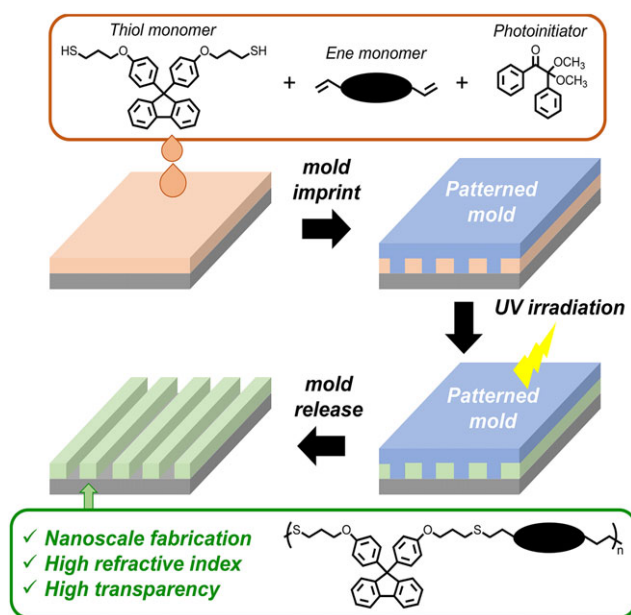 Thiol monomer
Ene monomer
Photoinitiator
HS
O
O
SH
+
+
O
OCH3
OCH3
mold
imprint
Patterned
mold
UV irradiation
Patterned
mold
mold
release
✓ Nanoscale fabrication
✓ High refractive index
✓ High transparency
S
O
O
S
n